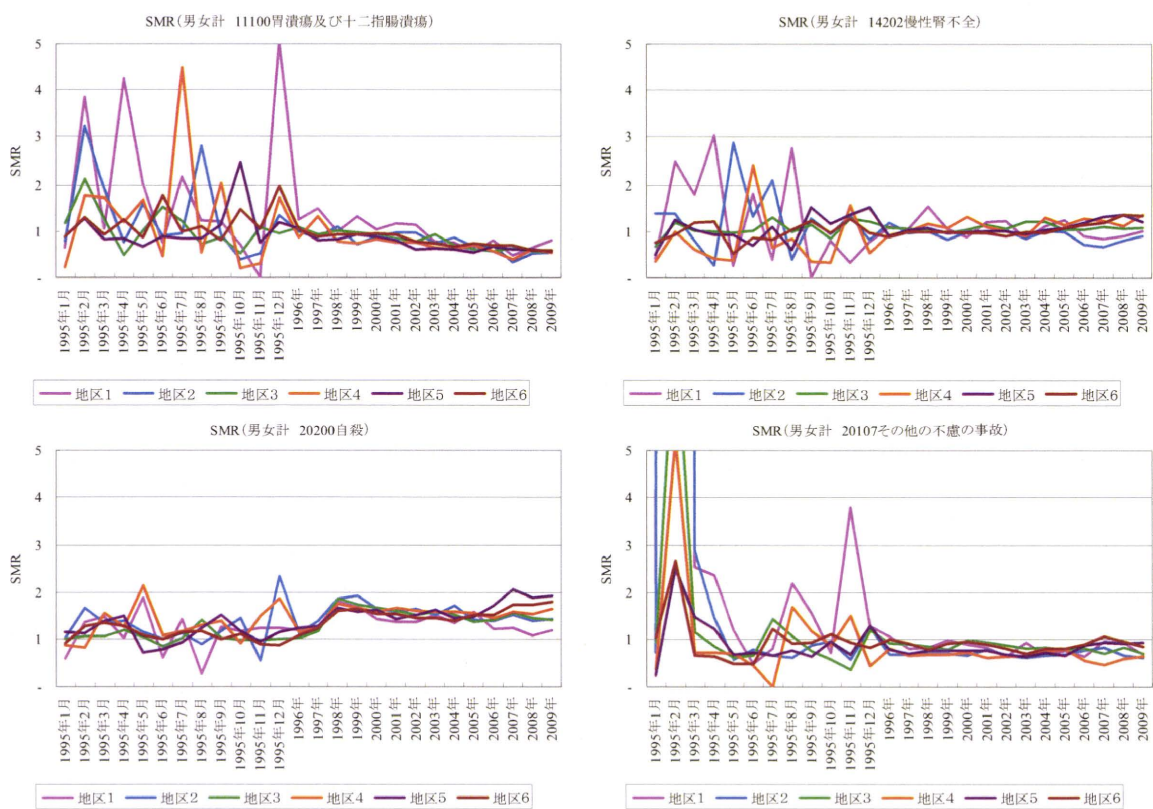 SMR(男女計 11100胃潰瘍及び十二指腸潰瘍)
5
4
3
2
1
-
SMR
1995年1月
1995年2月
1995年3月
1995年4月
1995年5月
1995年6月
1995年7月
1995年8月
1995年9月
1995年10月
1995年11月
1995年12月
1996年
1997年
1998年
1999年
2000年
2001年
2002年
2003年
2004年
2005年
2006年
2007年
2008年
2009年
地区1 地区2 地区3 地区4 地区5 地区6
SMR(男女計 14202慢性腎不全)
5
4
3
2
1
-
SMR
1995年1月
1995年2月
1995年3月
1995年4月
1995年5月
1995年6月
1995年7月
1995年8月
1995年9月
1995年10月
1995年11月
1995年12月
1996年
1997年
1998年
1999年
2000年
2001年
2002年
2003年
2004年
2005年
2006年
2007年
2008年
2009年
地区1 地区2 地区3 地区4 地区5 地区6
SMR(男女計 20200自殺)
5
4
3
2
1
-
SMR
1995年1月
1995年2月
1995年3月
1995年4月
1995年5月
1995年6月
1995年7月
1995年8月
1995年9月
1995年10月
1995年11月
1995年12月
1996年
1997年
1998年
1999年
2000年
2001年
2002年
2003年
2004年
2005年
2006年
2007年
2008年
2009年
地区1 地区2 地区3 地区4 地区5 地区6
SMR(男女計 20107その他の不慮の事故)
5
4
3
2
1
-
SMR
1995年1月
1995年2月
1995年3月
1995年4月
1995年5月
1995年6月
1995年7月
1995年8月
1995年9月
1995年10月
1995年11月
1995年12月
1996年
1997年
1998年
1999年
2000年
2001年
2002年
2003年
2004年
2005年
2006年
2007年
2008年
2009年
地区1 地区2 地区3 地区4 地区5 地区6